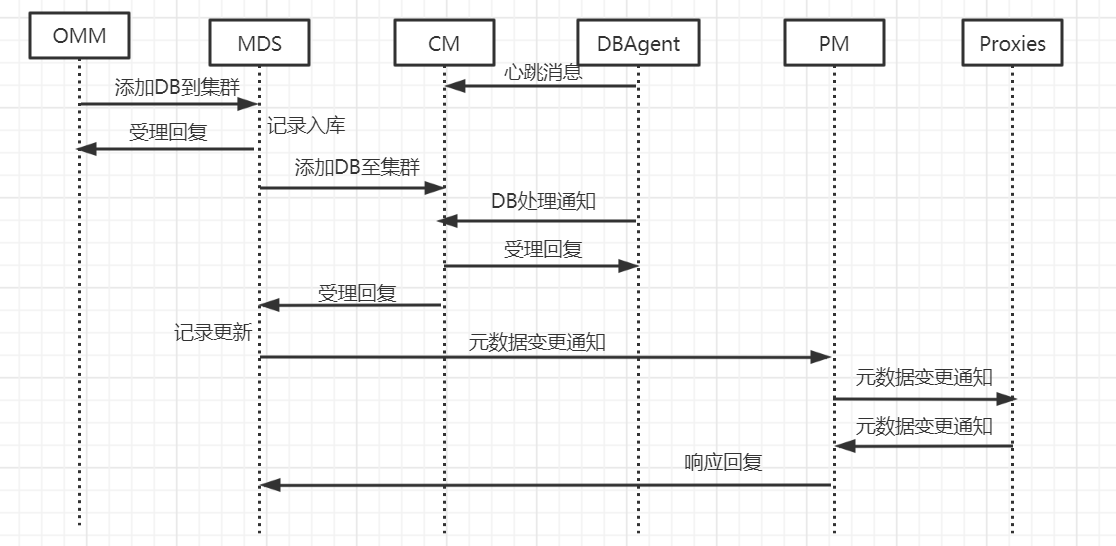 OMM
MDS
CM
DBAgent
PM
Proxies
心跳消息
添加DB到集群
记录入库
受理回复
添加DB至集群
DB处理通知
受理回复
受理回复
记录更新
元数据变更通知
元数据变更通知
元数据变更通知
响应回复